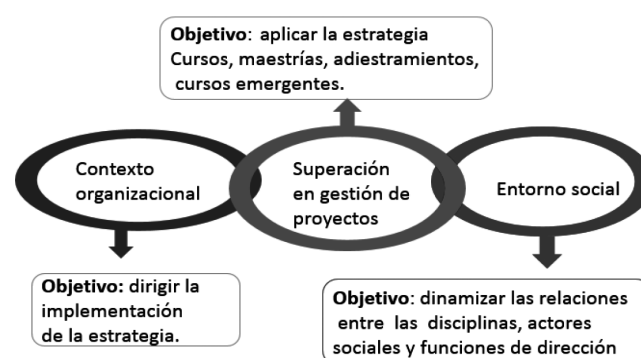 Objetivo: aplicar la estrategia
Cursos, maestrías, adiestramientos,
cursos emergentes.
Contexto
organizacional
Superación
en gestión de
proyectos
Entorno social
Objetivo: dirigir la
implementación
de la estrategia.
Objetivo: dinamizar las relaciones
entre las disciplinas, actores
sociales y funciones de dirección